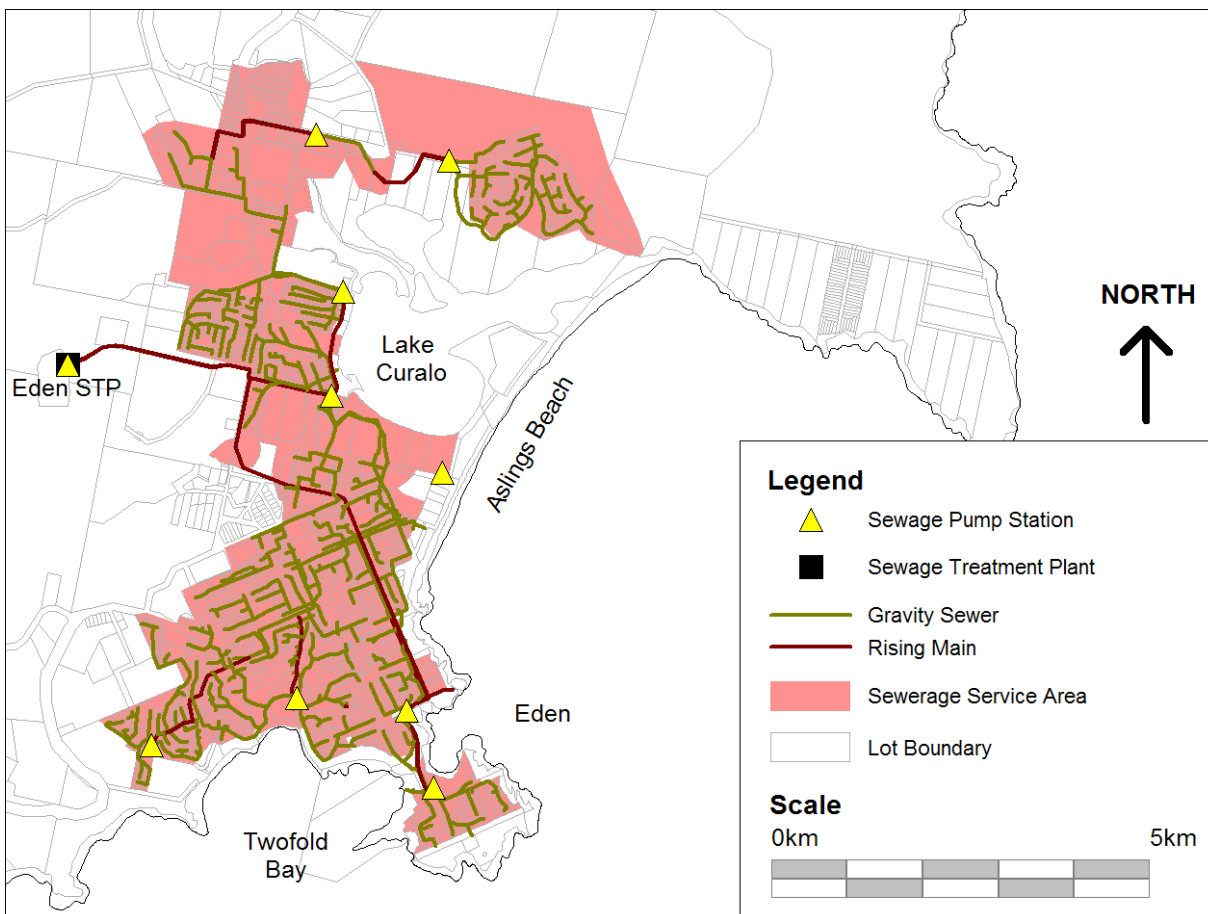 NORTH
Lake
Curalo
Eden STP
Aslings Beach
Legend
Sewage Pump Station
Sewage Treatment Plant
Gravity Sewer
Rising Main
Sewerage Service Area
Lot Boundary
Eden
Twofold
Bay
Scale
0km 5km